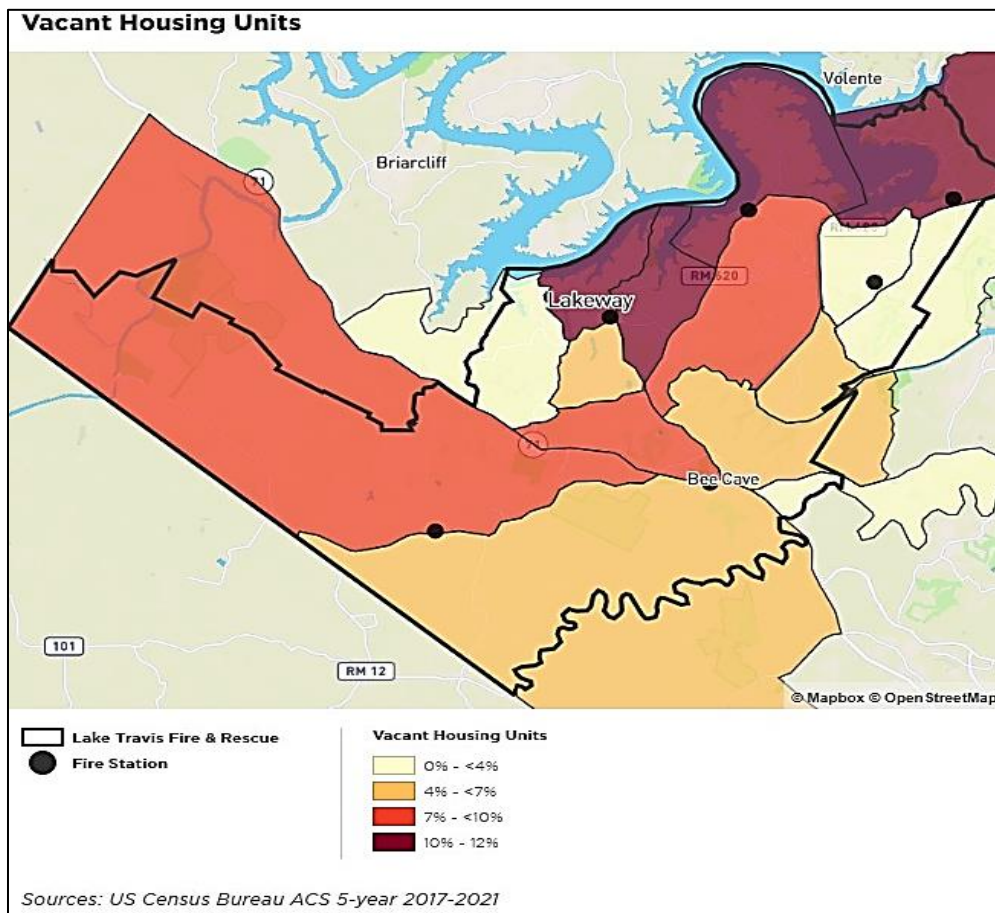 Vacant Housing Units
Volente
Briarcliff
71
RM 620
RM 620
Lakeway
71
Bee Cave
101
RM 12
© Mapbox © OpenStreetMap
Lake Travis Fire & Rescue
Fire Station
Vacant Housing Units
0% - <4%
4% - <7%
7% - <10%
10% - 12%
Sources: US Census Bureau ACS 5-year 2017-2021